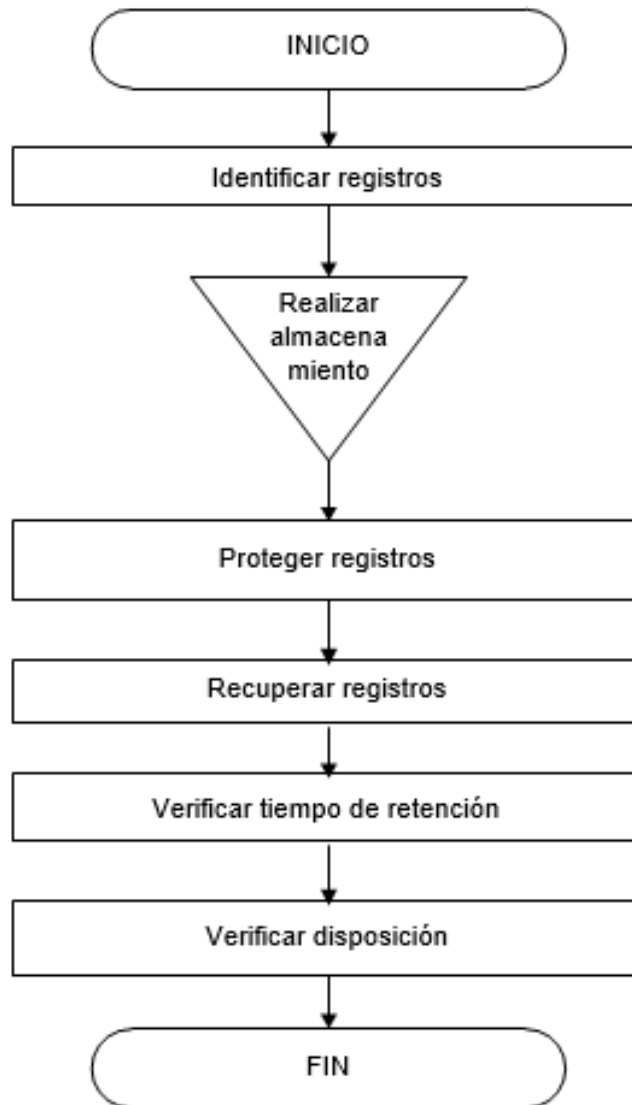 INICIO
Identificar registros
Realizar
almacena
miento
Proteger registros
Recuperar registros
Verificar tiempo de retención
Verificar disposición
FIN